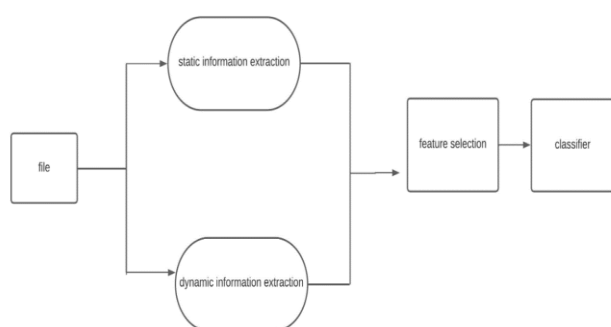 static information extraction
file
feature selection
classifier
dynamic information extraction